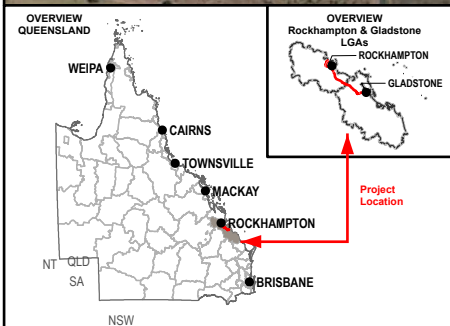 OVERVIEW
QUEENSLAND
WEIPA
CAIRNS
TOWNSVILLE
MACKAY
ROCKHAMPTON
BRISBANE
NT
QLD
SA
NSW
OVERVIEW
Rockhampton & Gladstone
LGAs
ROCKHAMPTON
GLADSTONE
Project
Location